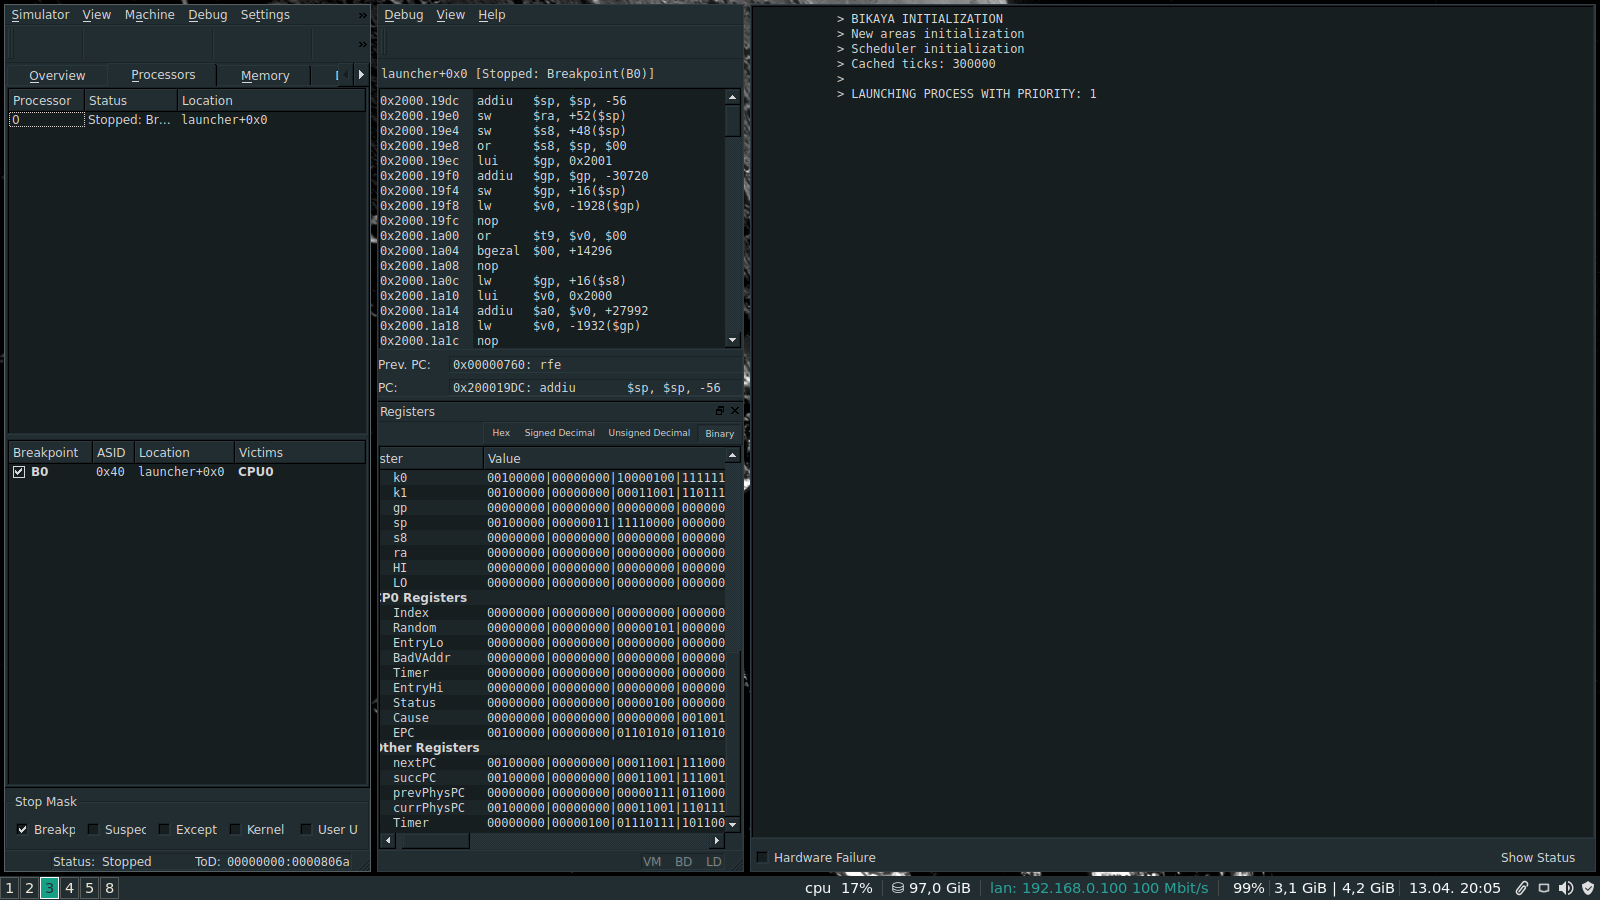 Simulator View Machine Debug Settings »
»
Overview Processors Memory
Processor Status Location
0 Stopped: Br... launcher+0x0
Breakpoint ASID Location Victims
B0 0x40 launcher+0x0 CPU0
Stop Mask
Breakp Suspec Except Kernel User U
Status: Stopped ToD: 00000000:0000806a
Debug View Help
launcher+0x0 [Stopped: Breakpoint(B0)]
0x2000.19dc addiu $sp, $sp, -56
0x2000.19e0 sw $ra, +52($sp)
0x2000.19e4 sw $s8, +48($sp)
0x2000.19e8 or $s8, $sp, $00
0x2000.19ec lui $gp, 0x2001
0x2000.19f0 addiu $gp, $gp, -30720
0x2000.19f4 sw $gp, +16($sp)
0x2000.19f8 lw $v0, -1928($gp)
0x2000.19fc nop
0x2000.1a00 or $t9, $v0, $00
0x2000.1a04 bgezal $00, +14296
0x2000.1a08 nop
0x2000.1a0c lw $gp, +16($s8)
0x2000.1a10 lui $v0, 0x2000
0x2000.1a14 addiu $a0, $v0, +27992
0x2000.1a18 lw $v0, -1932($gp)
0x2000.1a1c nop
Prev. PC: 0x00000760: rfe
PC: 0x200019DC: addiu $sp, $sp, -56
Registers
Hex Signed Decimal Unsigned Decimal Binary
ster Value
k0 00100000|00000000|10000100|111111
k1 00100000|00000000|00011001|110111
gp 00000000|00000000|00000000|000000
sp 00100000|00000011|11110000|000000
s8 00000000|00000000|00000000|000000
ra 00000000|00000000|00000000|000000
HI 00000000|00000000|00000000|000000
LO 00000000|00000000|00000000|000000
CP0 Registers
Index 00000000|00000000|00000000|000000
Random 00000000|00000000|00000101|000000
EntryLo 00000000|00000000|00000000|000000
BadVAddr 00000000|00000000|00000000|000000
Timer 00000000|00000000|00000000|000000
EntryHi 00000000|00000000|00000000|000000
Status 00000000|00000000|00000100|000000
Cause 00000000|00000000|00000000|001001
EPC 00100000|00000000|01101010|011010
Other Registers
nextPC 00100000|00000000|00011001|111000
succPC 00100000|00000000|00011001|111001
prevPhysPC 00000000|00000000|00000111|011000
currPhysPC 00100000|00000000|00011001|110111
Timer 00000000|00000100|01110111|101100
VM BD LD
> BIKAYA INITIALIZATION
> New areas initialization
> Scheduler initialization
> Cached ticks: 300000
>
> LAUNCHING PROCESS WITH PRIORITY: 1
Hardware Failure Show Status
1 2 3 4 5 8 cpu 17% 97,0 GiB lan: 192.168.0.100 100 Mbit/s 99% 3,1 GiB | 4,2 GiB 13.04. 20:05